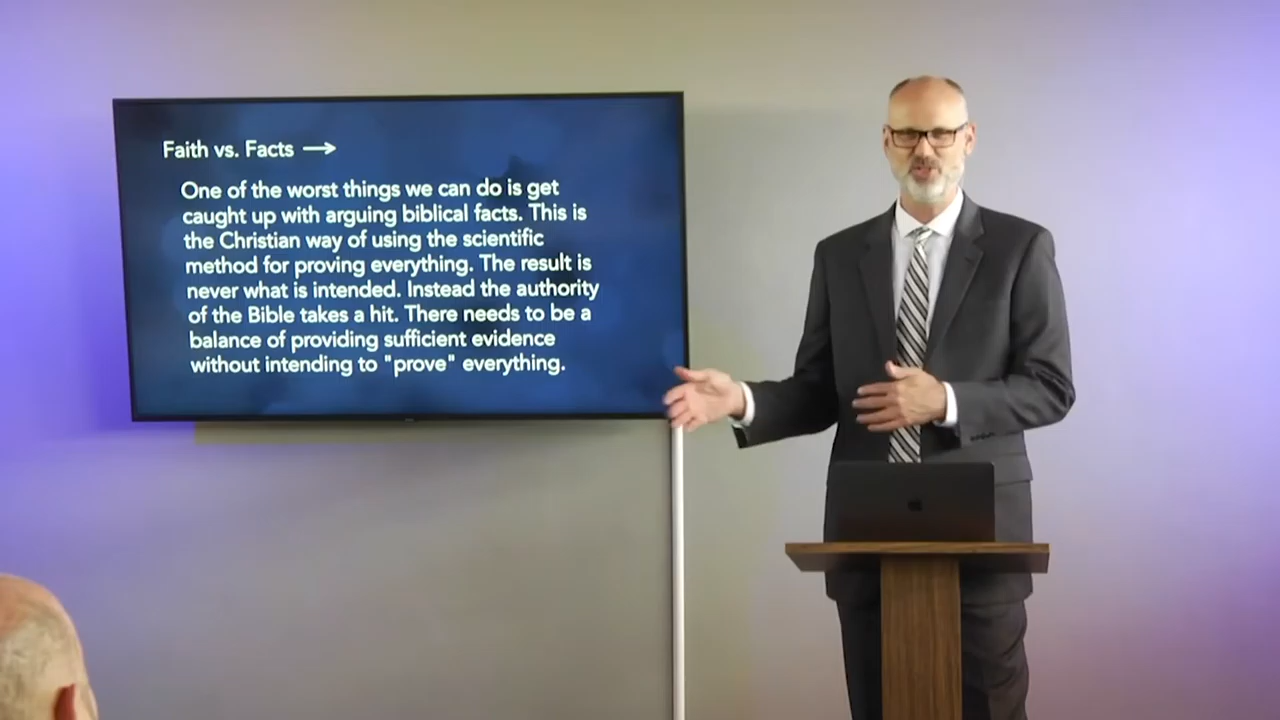 Faith vs. Facts →
One of the worst things we can do is get
caught up with arguing biblical facts. This is
the Christian way of using the scientific
method for proving everything. The result is
never what is intended. Instead the authority
of the Bible takes a hit. There needs to be a
balance of providing sufficient evidence
without intending to "prove" everything.